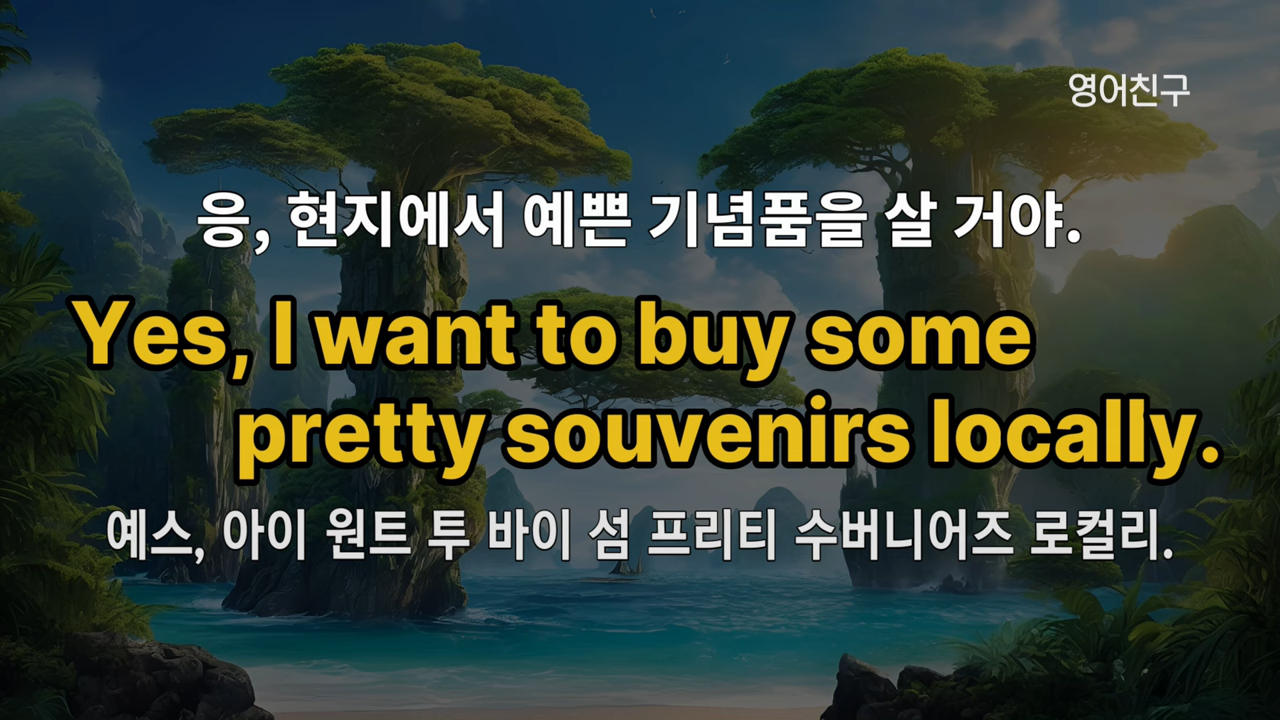 영어친구
응, 현지에서 예쁜 기념품을 살 거야.
Yes, I want to buy some
pretty souvenirs locally.
예스, 아이 원트 투 바이 섬 프리티 수버니어즈 로컬리.